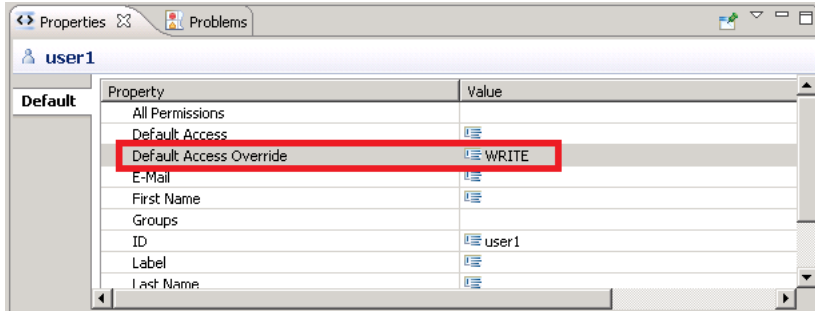 Properties Problems
user1
Default
Property Value
All Permissions
Default Access
Default Access Override WRITE
E-Mail
First Name
Groups
ID user1
Label
Last Name